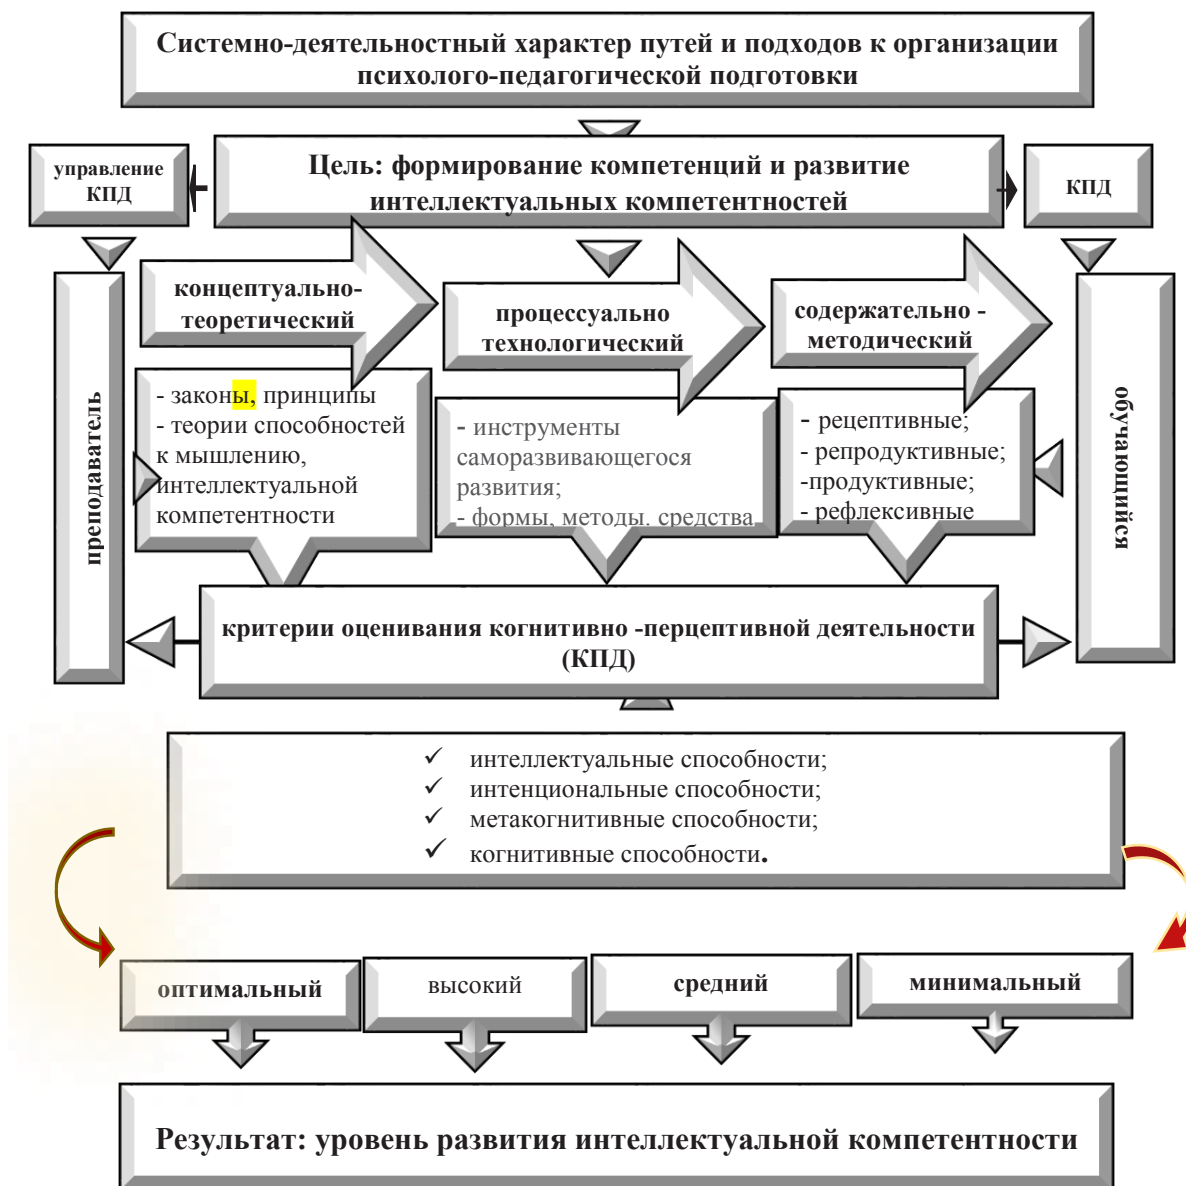 Системно-деятельностный характер путей и подходов к организации
психолого-педагогической подготовки
управление
КПД
Цель: формирование компетенций и развитие
интеллектуальных компетентностей
КПД
преподаватель
концептуально-
теоретический
процессуально
технологический
содержательно -
методический
обучающийся
- законы, принципы
- теории способностей
к мышлению,
интеллектуальной
компетентности
- инструменты
саморазвивающегося
развития;
- формы, методы, средства
- рецептивные;
- репродуктивные;
-продуктивные;
- рефлексивные
критерии оценивания когнитивно -перцептивной деятельности
(КПД)
✓ интеллектуальные способности;
✓ интенциональные способности;
✓ метакогнитивные способности;
✓ когнитивные способности.
оптимальный
высокий
средний
минимальный
Результат: уровень развития интеллектуальной компетентности